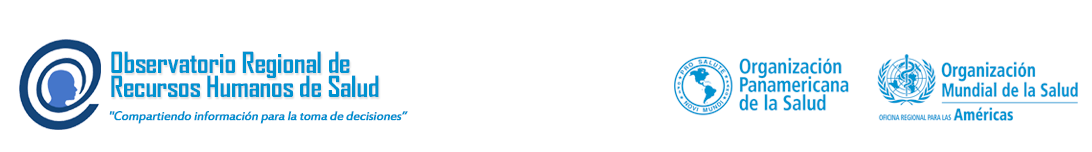 Observatorio Regional de
Recursos Humanos de Salud
"Compartiendo información para la toma de decisiones"
PRO SALUTE
NOVI MUNDI
Organización
Panamericana
de la Salud
Organización
Mundial de la Salud
OFICINA REGIONAL PARA LAS Américas